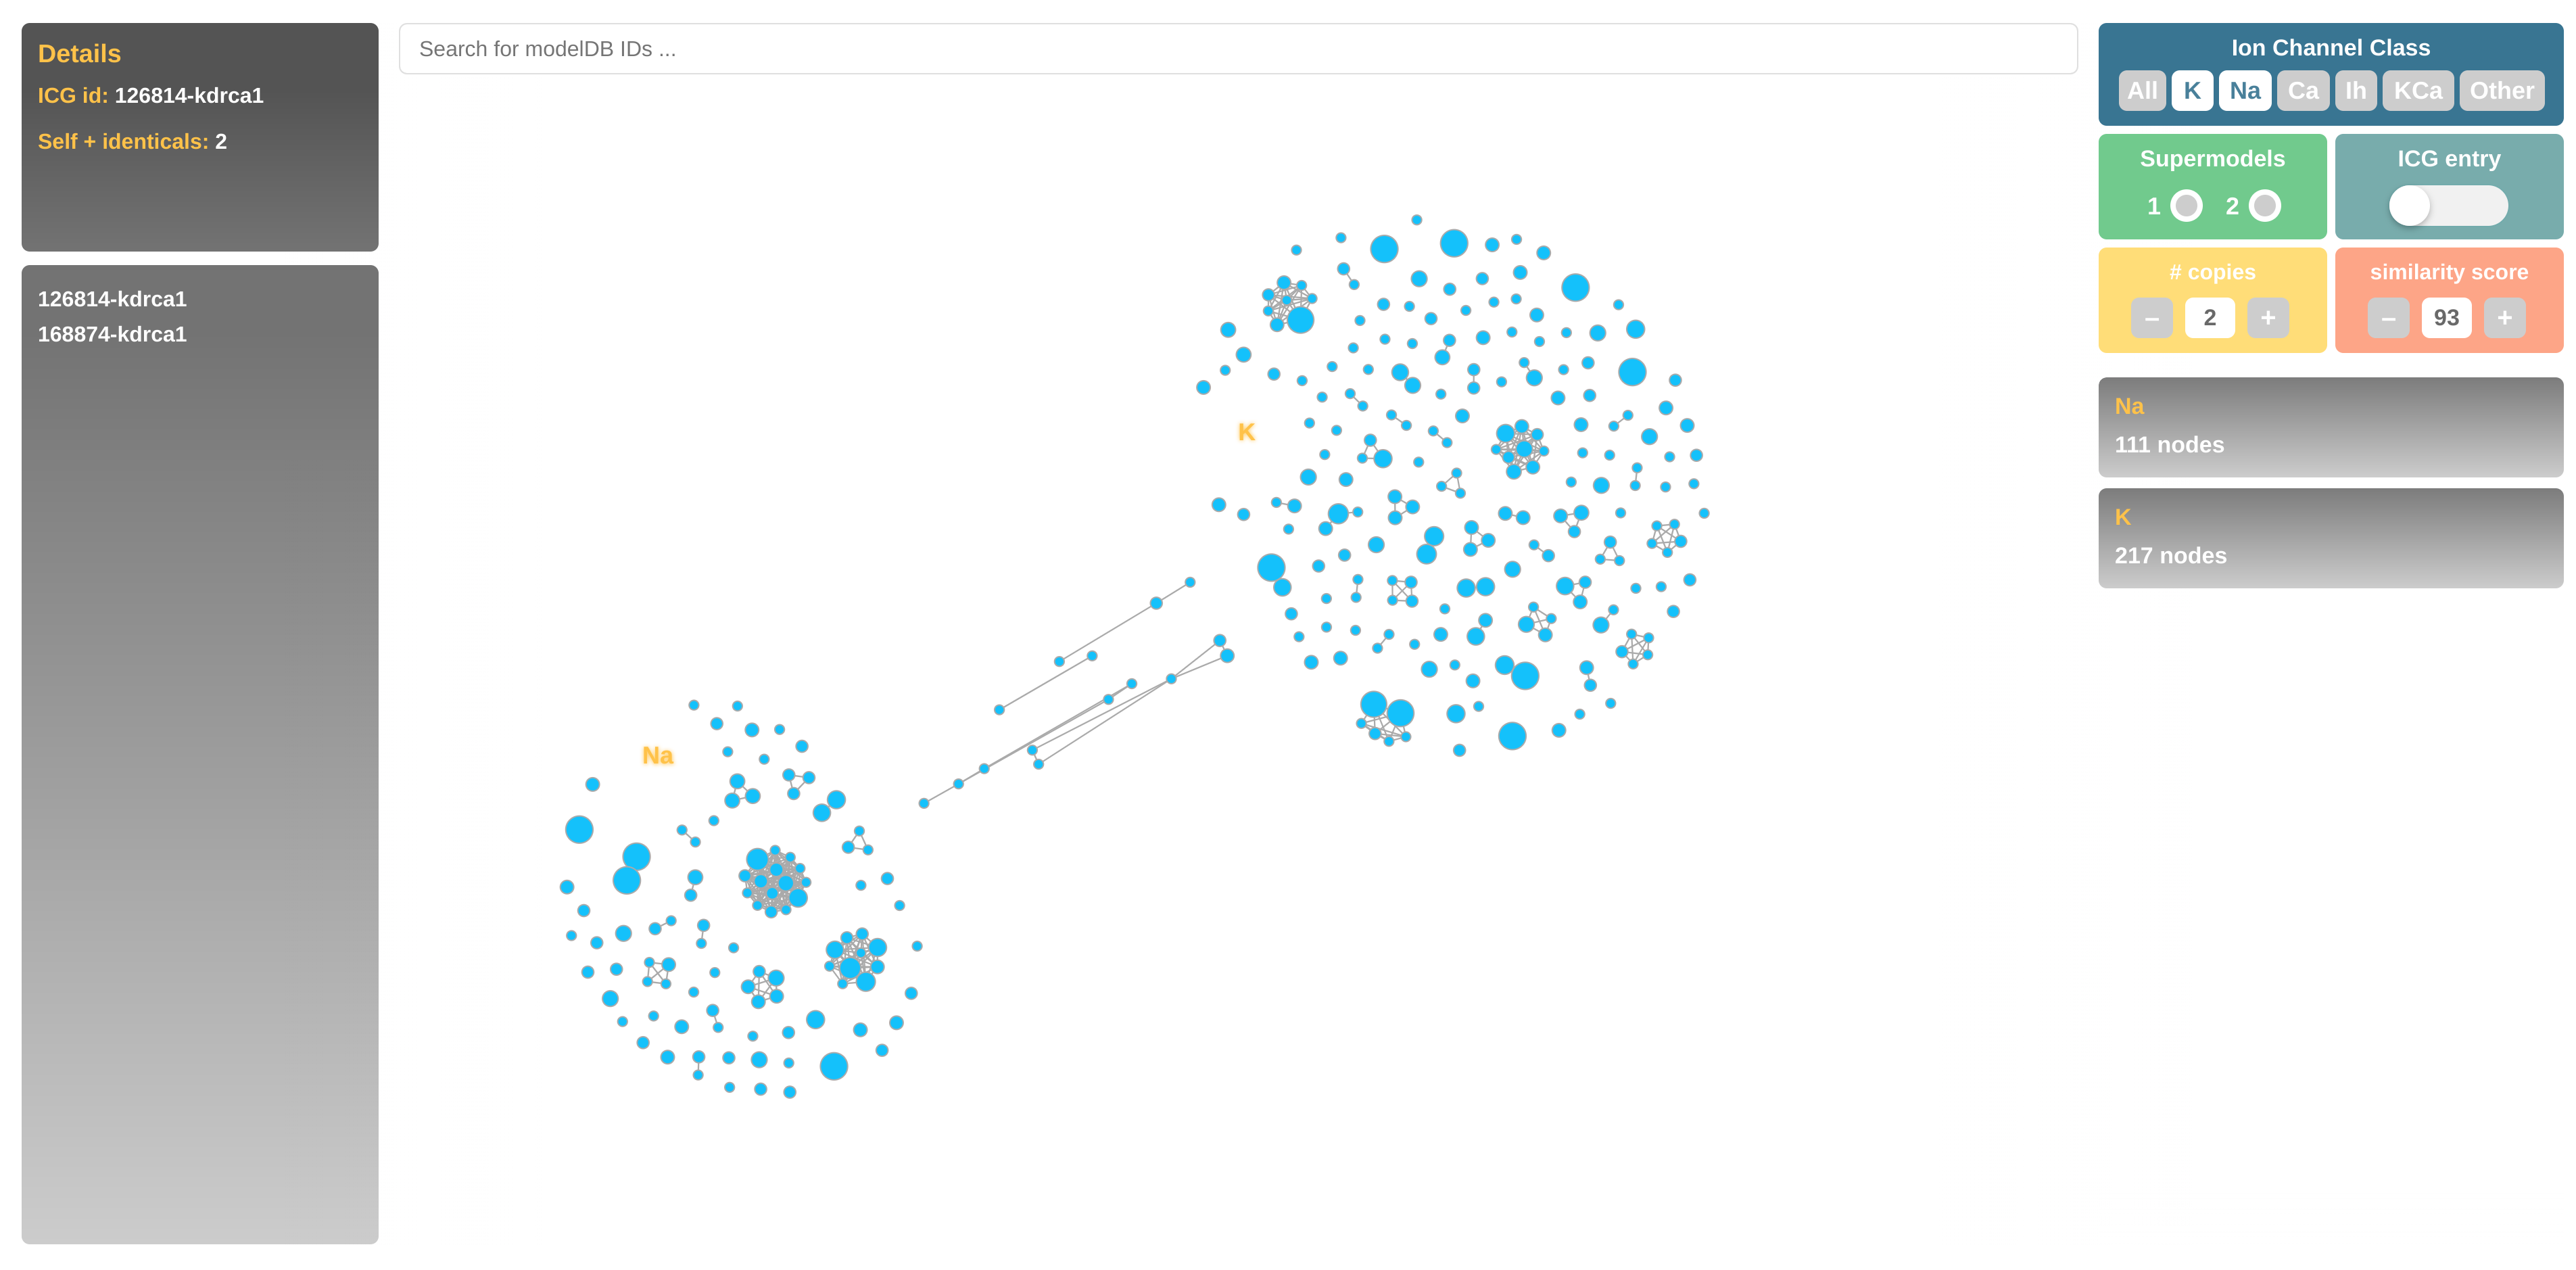 Details
ICG id: 126814-kdrca1
Self + identicals: 2
126814-kdrca1
168874-kdrca1
Search for modelDB IDs ...
K
Na
Ion Channel Class
All K Na Ca Ih KCa Other
Supermodels
1 2
ICG entry
# copies
– 2 +
similarity score
– 93 +
Na
111 nodes
K
217 nodes